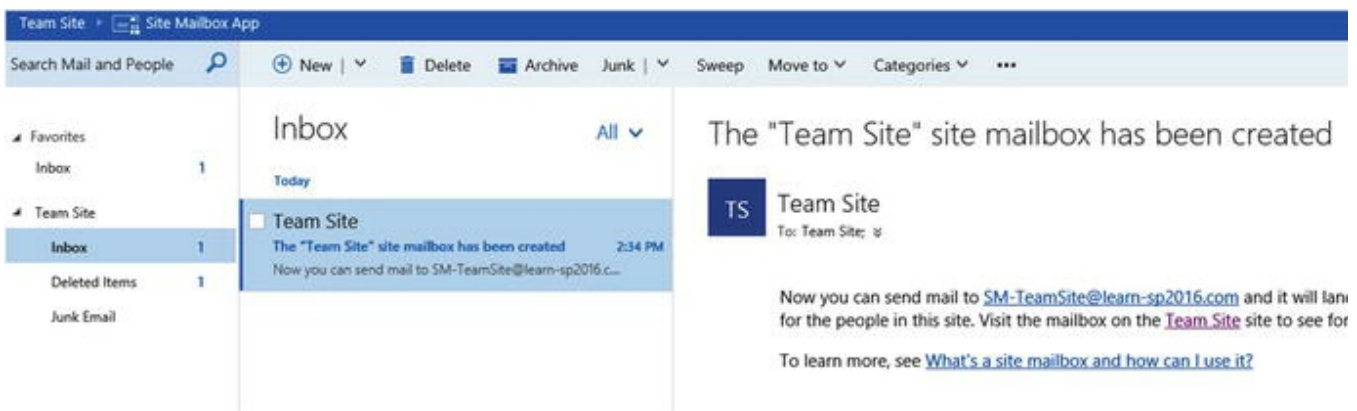 Team Site Site Mailbox App
Search Mail and People
New | Delete Archive Junk | Sweep Move to Categories •••
Favorites
Inbox 1
Team Site
Inbox 1
Deleted Items 1
Junk Email
Inbox All
Today
Team Site
The "Team Site" site mailbox has been created 2:34 PM
Now you can send mail to SM-TeamSite@learn-sp2016.c...
The "Team Site" site mailbox has been created
TS
Team Site
To: Team Site;
Now you can send mail to SM-TeamSite@learn-sp2016.com and it will
for the people in this site. Visit the mailbox on the Team Site site to see
To learn more, see What's a site mailbox and how can I use it?